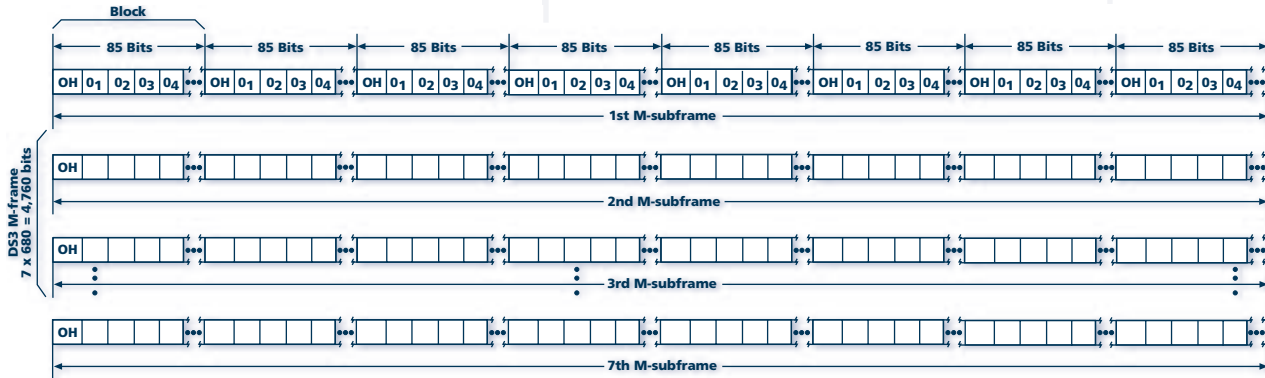 Block
85 Bits 85 Bits 85 Bits 85 Bits 85 Bits 85 Bits 85 Bits 85 Bits
OH 0₁ 0₂ 0₃ 0₄ ••• OH 0₁ 0₂ 0₃ 0₄ ••• OH 0₁ 0₂ 0₃ 0₄ ••• OH 0₁ 0₂ 0₃ 0₄ ••• OH 0₁ 0₂ 0₃ 0₄ ••• OH 0₁ 0₂ 0₃ 0₄ ••• OH 0₁ 0₂ 0₃ 0₄ ••• OH 0₁ 0₂ 0₃ 0₄ •••
1st M-subframe
DS3 M-frame
7 x 680 = 4,760 bits
OH
2nd M-subframe
OH
3rd M-subframe
OH
7th M-subframe